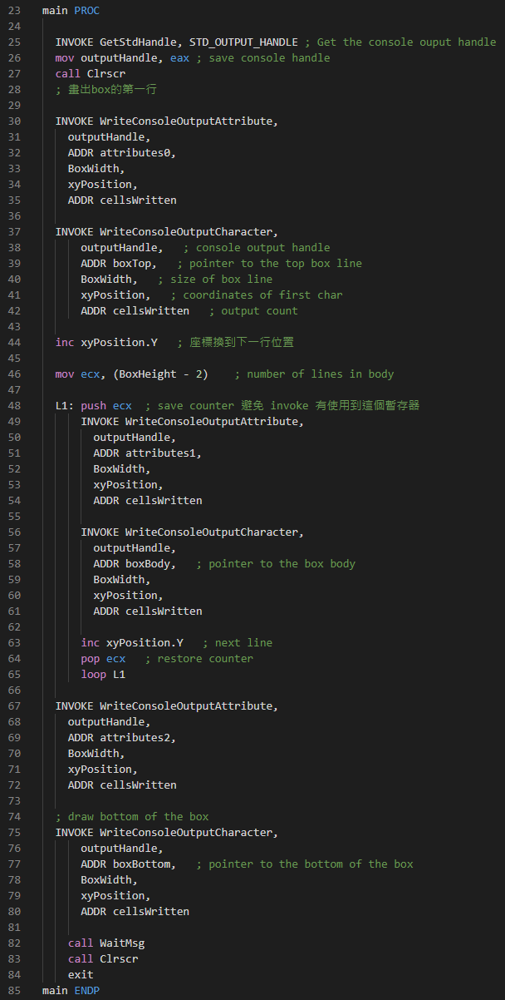 23 main PROC
24
25 INVOKE GetStdHandle, STD_OUTPUT_HANDLE ; Get the console ouput handle
26 mov outputHandle, eax ; save console handle
27 call Clrscr
28 ; 畫出box的第一行
29
30 INVOKE WriteConsoleOutputAttribute,
31 outputHandle,
32 ADDR attributes0,
33 BoxWidth,
34 xyPosition,
35 ADDR cellsWritten
36
37 INVOKE WriteConsoleOutputCharacter,
38 outputHandle, ; console output handle
39 ADDR boxTop, ; pointer to the top box line
40 BoxWidth, ; size of box line
41 xyPosition, ; coordinates of first char
42 ADDR cellsWritten ; output count
43
44 inc xyPosition.Y ; 座標換到下一行位置
45
46 mov ecx, (BoxHeight - 2) ; number of lines in body
47
48 L1: push ecx ; save counter 避免 invoke 有使用到這個暫存器
49 INVOKE WriteConsoleOutputAttribute,
50 outputHandle,
51 ADDR attributes1,
52 BoxWidth,
53 xyPosition,
54 ADDR cellsWritten
55
56 INVOKE WriteConsoleOutputCharacter,
57 outputHandle,
58 ADDR boxBody, ; pointer to the box body
59 BoxWidth,
60 xyPosition,
61 ADDR cellsWritten
62
63 inc xyPosition.Y ; next line
64 pop ecx ; restore counter
65 loop L1
66
67 INVOKE WriteConsoleOutputAttribute,
68 outputHandle,
69 ADDR attributes2,
70 BoxWidth,
71 xyPosition,
72 ADDR cellsWritten
73
74 ; draw bottom of the box
75 INVOKE WriteConsoleOutputCharacter,
76 outputHandle,
77 ADDR boxBottom, ; pointer to the bottom of the box
78 BoxWidth,
79 xyPosition,
80 ADDR cellsWritten
81
82 call WaitMsg
83 call Clrscr
84 exit
85 main ENDP